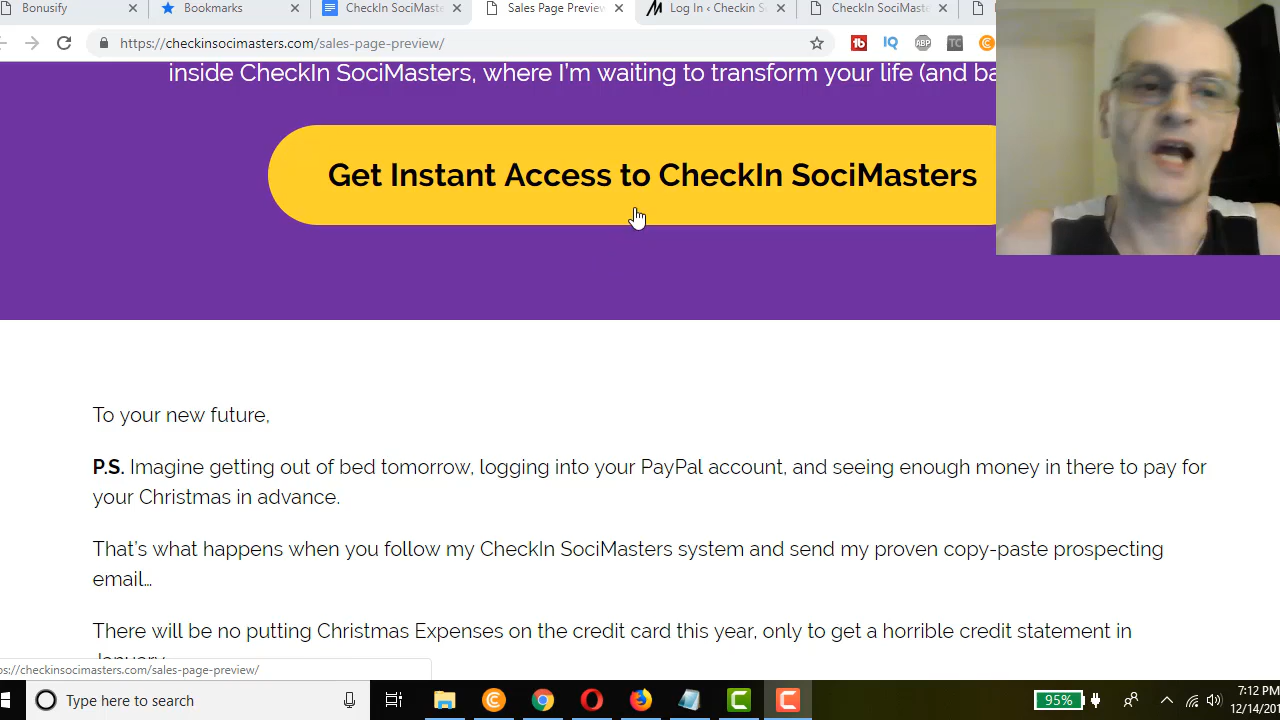 Bonusify
Bookmarks
CheckIn SociMasters
Sales Page Preview
Log In ‹ Checkin S
CheckIn SociMaste
https://checkinsocimasters.com/sales-page-preview/
inside CheckIn SociMasters, where I'm waiting to transform your life (and ba
Get Instant Access to CheckIn SociMasters
To your new future,
P.S. Imagine getting out of bed tomorrow, logging into your PayPal account, and seeing enough money in there to pay for
your Christmas in advance.
That's what happens when you follow my CheckIn SociMasters system and send my proven copy-paste prospecting
email…
There will be no putting Christmas Expenses on the credit card this year, only to get a horrible credit statement in
January
ps://checkinsocimasters.com/sales-page-preview/
Type here to search
95%
7:12 PM
12/14/201